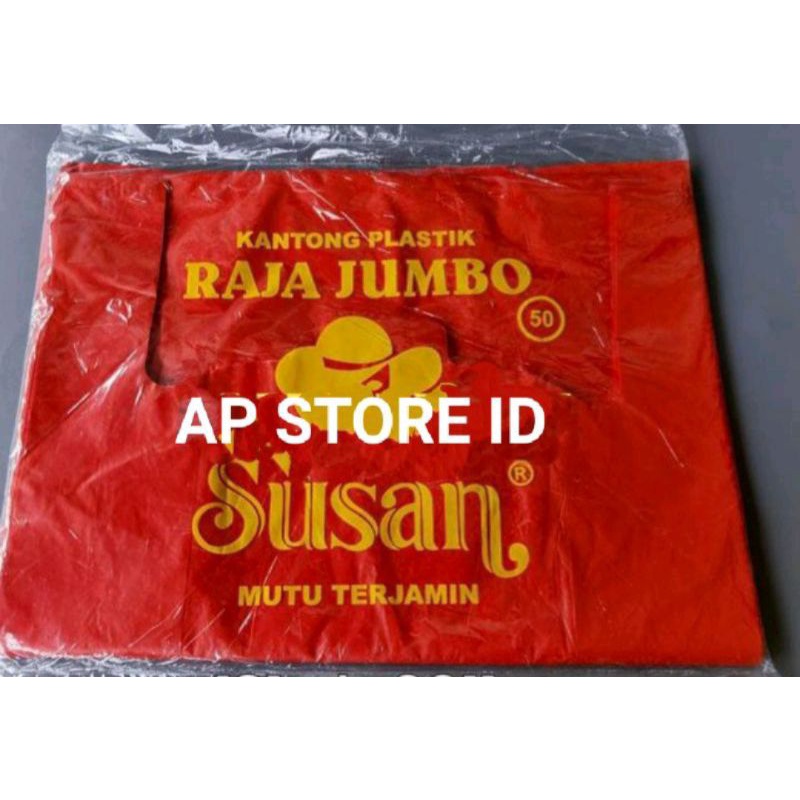 KANTONG PLASTIK
RAJA JUMBO
50
AP STORE ID
Susan®
MUTU TERJAMIN